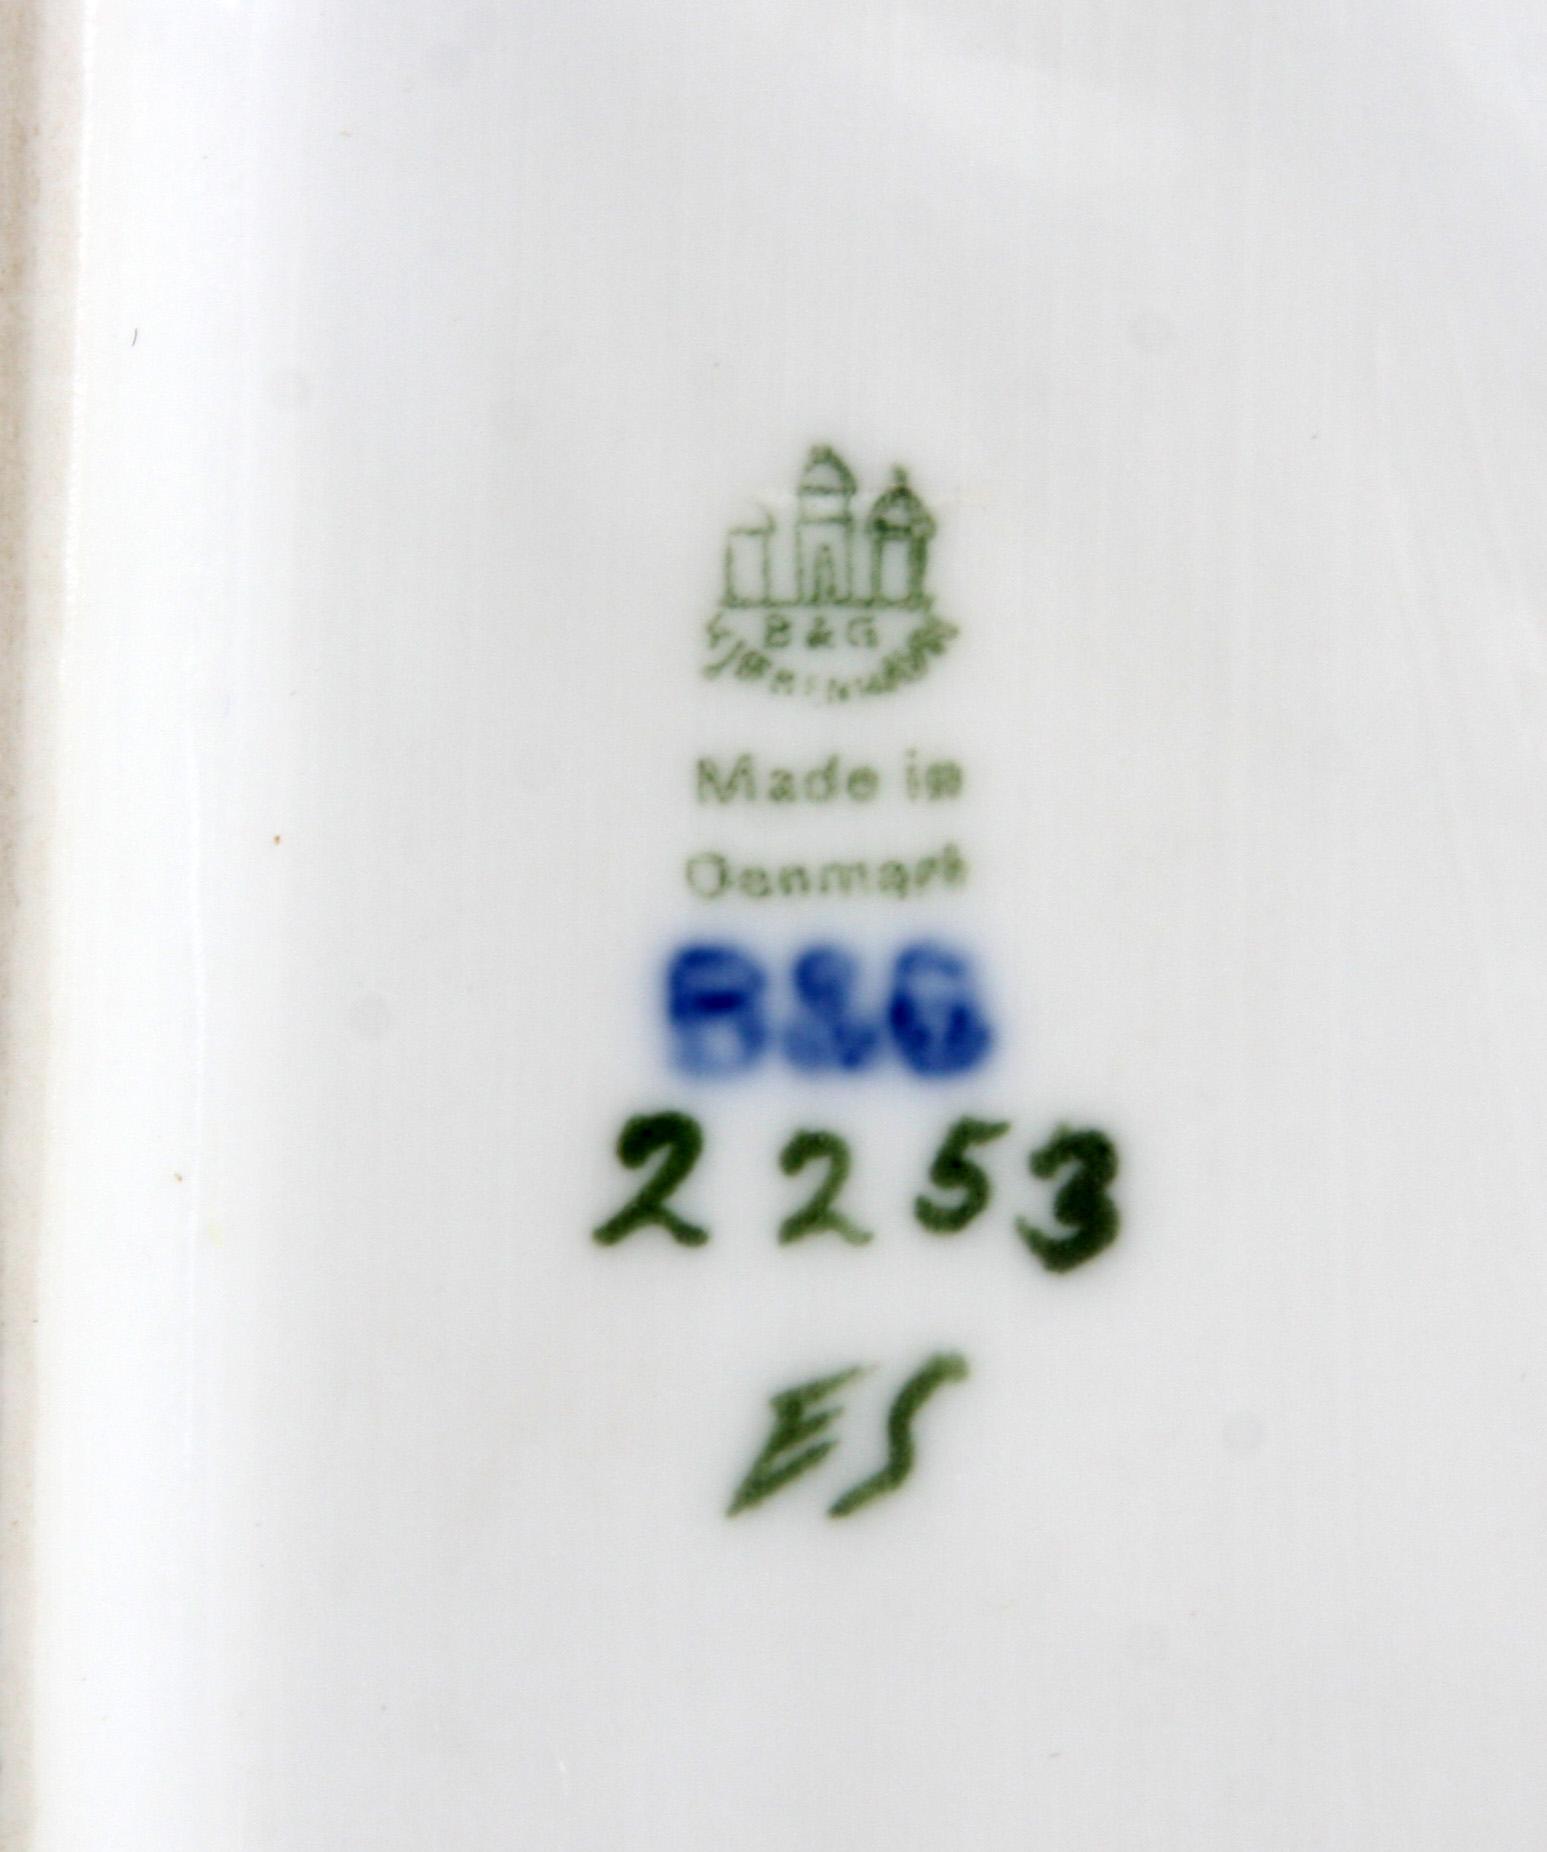 B & G
Made in
Denmark
B&G
2253
ES